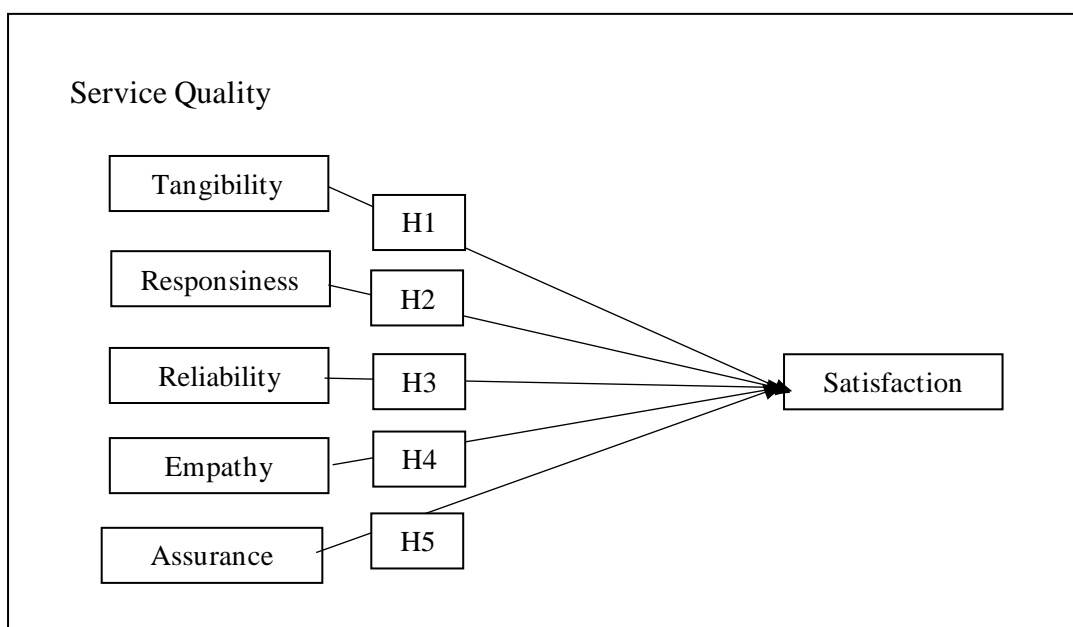 Service Quality
Tangibility
H1
Responsiness
H2
Reliability
H3
Satisfaction
Empathy
H4
Assurance
H5